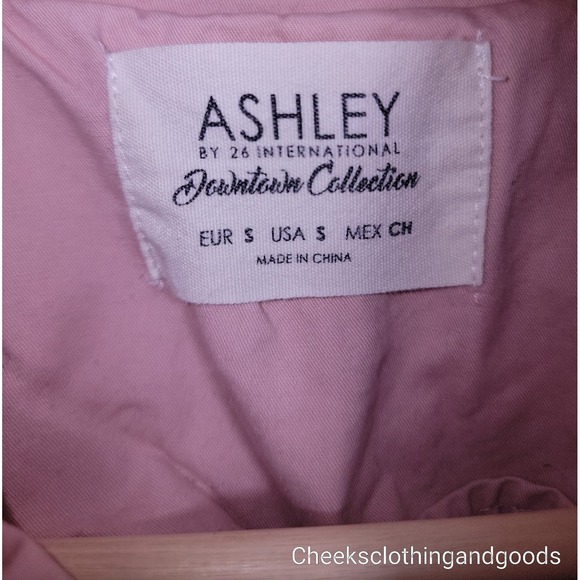 ASHLEY
BY 26 INTERNATIONAL
Downtown Collection
EUR S USA S MEX CH
MADE IN CHINA
Cheeksclothingandgoods